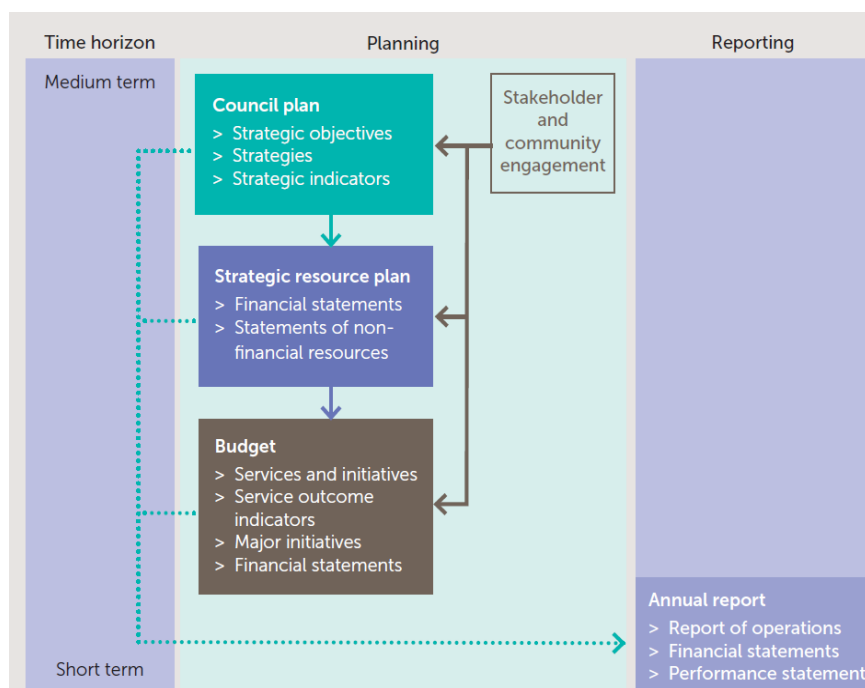 Time horizon
Planning
Reporting
Medium term
Council plan
> Strategic objectives
> Strategies
> Strategic indicators
Stakeholder
and
community
engagement
Strategic resource plan
> Financial statements
> Statements of non-
financial resources
Budget
> Services and initiatives
> Service outcome
indicators
> Major initiatives
> Financial statements
Annual report
> Report of operations
> Financial statements
> Performance statement
Short term